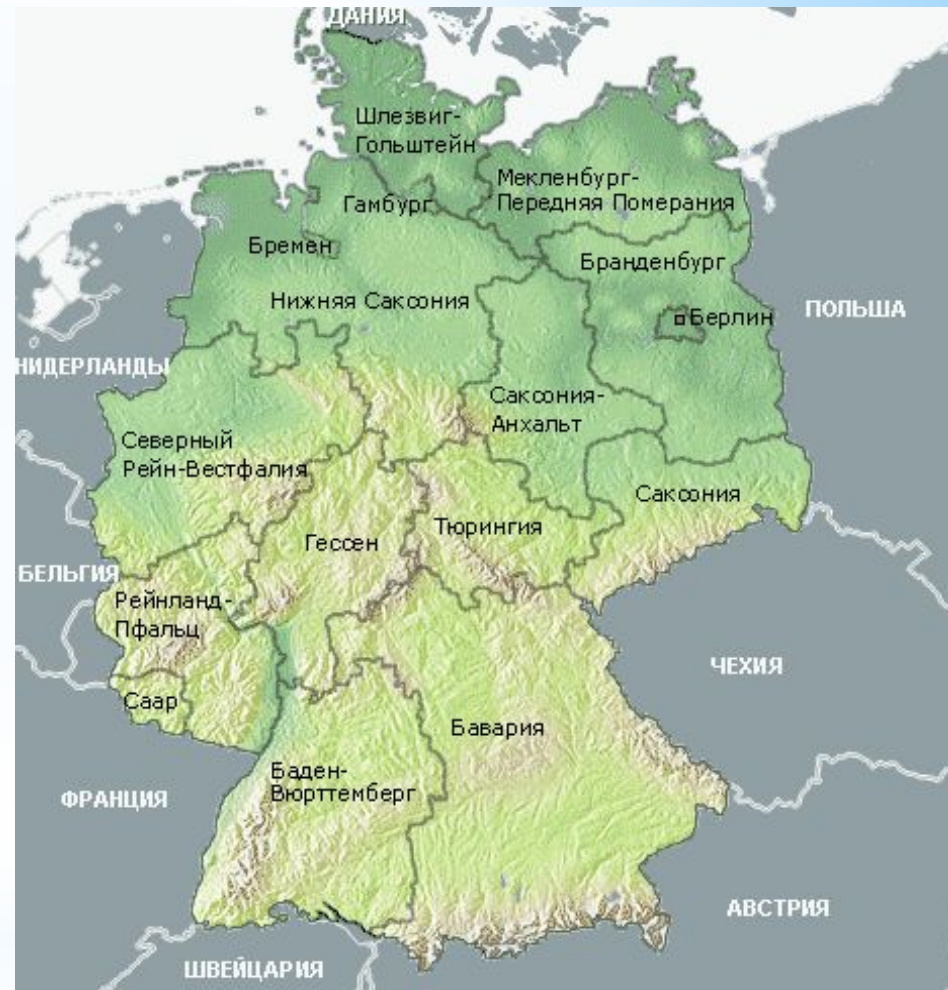 ДАНИЯ
Шлезвиг-
Гольштейн
Мекленбург-
Передняя Померания
Гамбург
Бремен
Бранденбург
Нижняя Саксония
Берлин
ПОЛЬША
НИДЕРЛАНДЫ
Саксония-
Анхальт
Северный
Рейн-Вестфалия
Саксония
Тюрингия
Гессен
БЕЛЬГИЯ
Рейнланд-
Пфальц
ЧЕХИЯ
Саар
Бавария
Баден-
Вюрттемберг
ФРАНЦИЯ
АВСТРИЯ
ШВЕЙЦАРИЯ